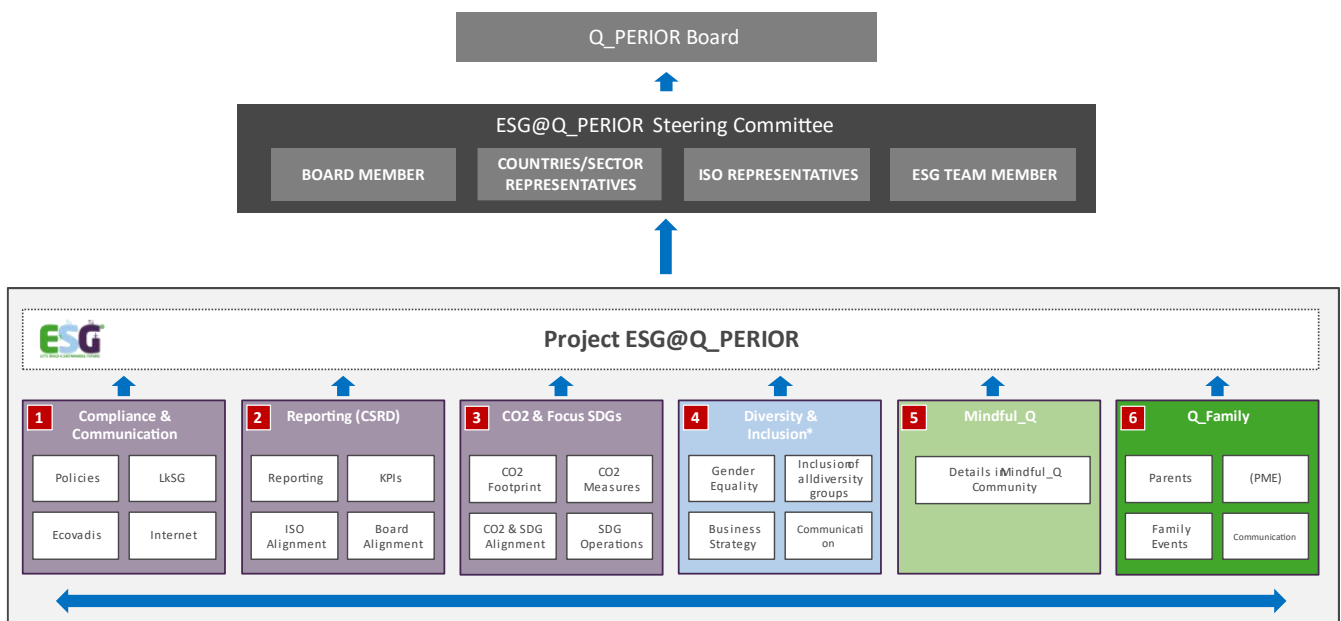 Q_PERIOR Board
ESG@Q_PERIOR Steering Committee
BOARD MEMBER
COUNTRIES/SECTOR
REPRESENTATIVES
ISO REPRESENTATIVES
ESG TEAM MEMBER
ESG
Project ESG@Q_PERIOR
1
Compliance &
Communication
Policies
LkSG
Ecovadis
Internet
2
Reporting (CSRD)
Reporting
KPIs
ISO
Alignment
Board
Alignment
3
CO2 & Focus SDGs
CO2
Footprint
CO2
Measures
CO2 & SDG
Alignment
SDG
Operations
4
Diversity &
Inclusion*
Gender
Equality
Inclusion of
all diversity
groups
Business
Strategy
Communicati
on
5
Mindful_Q
Details in Mindful_Q
Community
6
Q_Family
Parents
(PME)
Family
Events
Communication